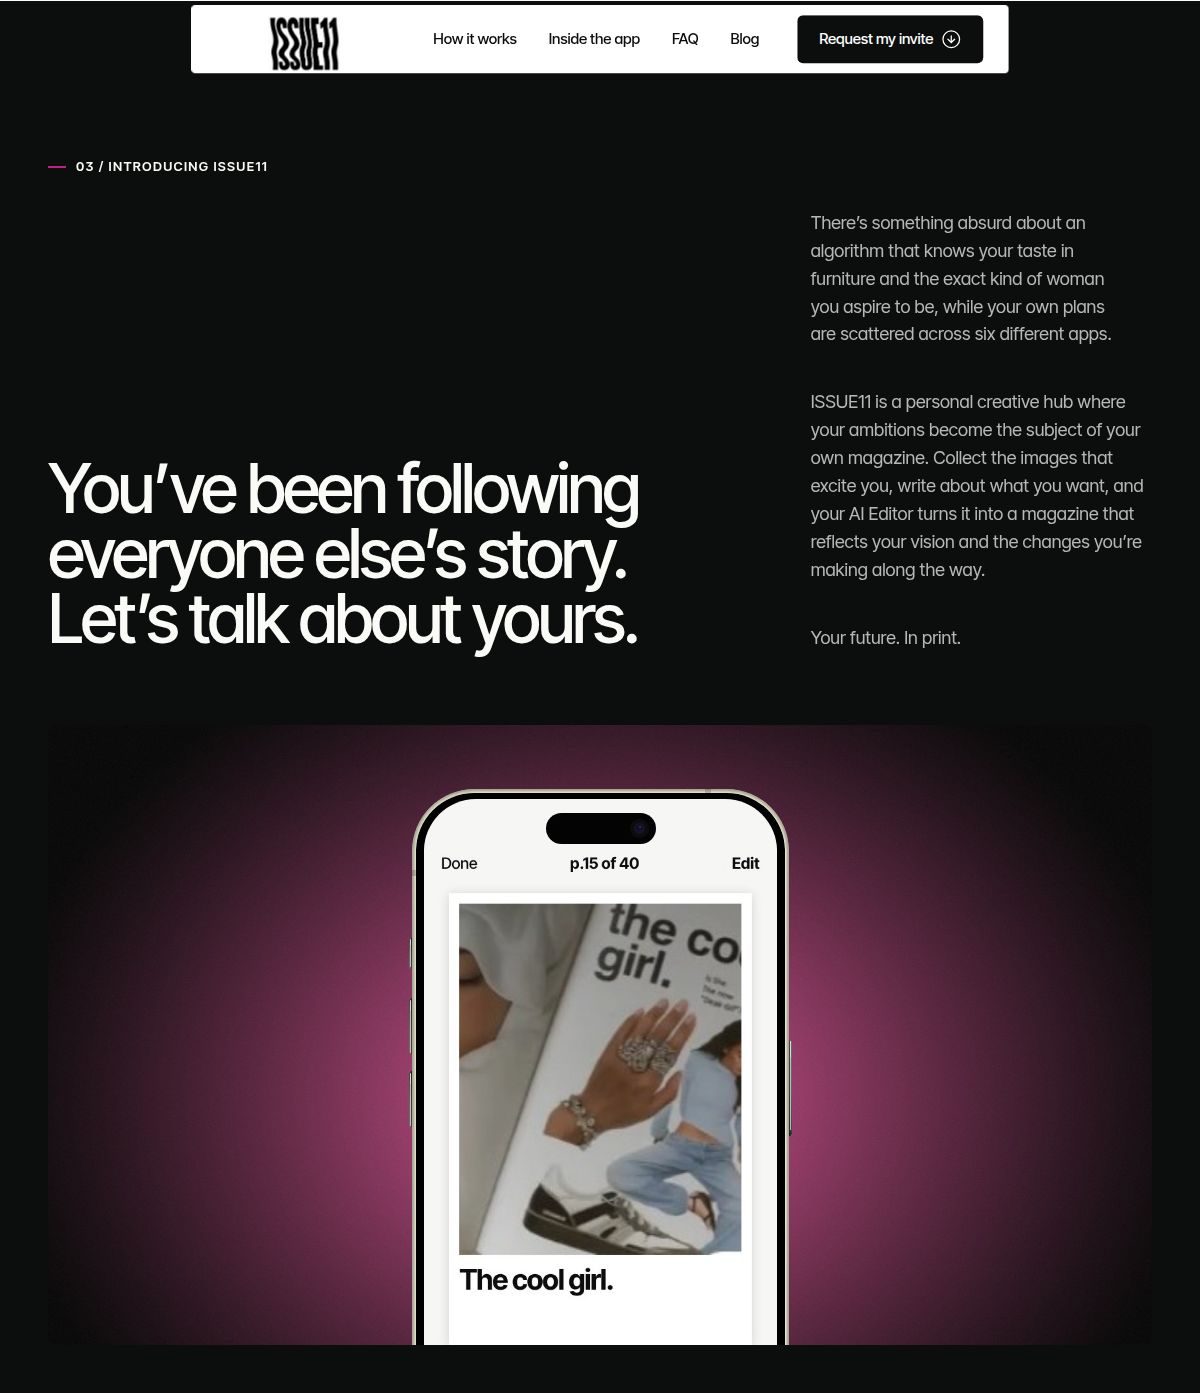 ISSUE11
How it works
Inside the app
FAQ
Blog
Request my invite
03 / INTRODUCING ISSUE11
You’ve been following
everyone else’s story.
Let’s talk about yours.
There’s something absurd about an
algorithm that knows your taste in
furniture and the exact kind of woman
you aspire to be, while your own plans
are scattered across six different apps.
ISSUE11 is a personal creative hub where
your ambitions become the subject of your
own magazine. Collect the images that
excite you, write about what you want, and
your AI Editor turns it into a magazine that
reflects your vision and the changes you’re
making along the way.
Your future. In print.
Done
p.15 of 40
Edit
the co
girl.
is she
the new
The cool girl.